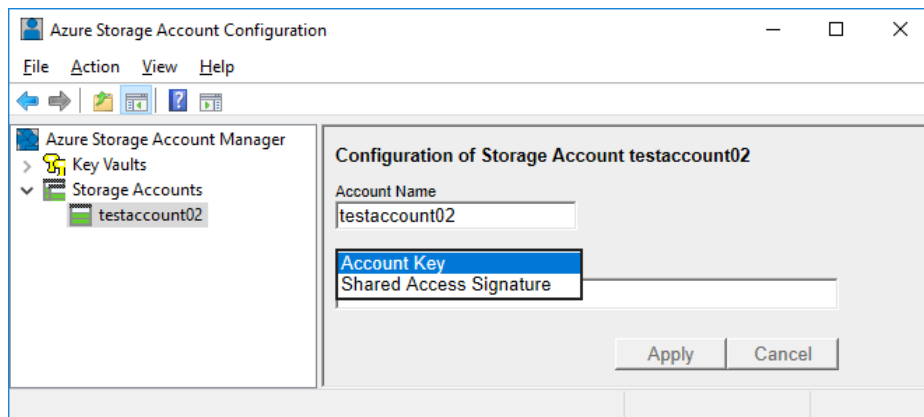 Azure Storage Account Configuration
File Action View Help
Azure Storage Account Manager
Key Vaults
Storage Accounts
testaccount02
Configuration of Storage Account testaccount02
Account Name
testaccount02
Account Key
Shared Access Signature
Apply Cancel